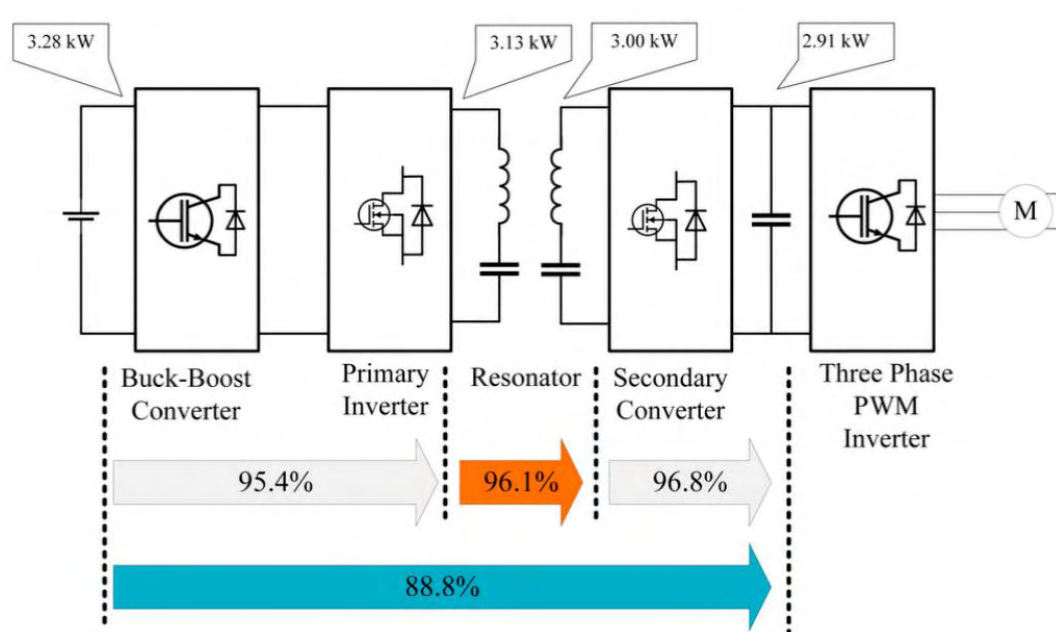 3.28 kW
3.13 kW
3.00 kW
2.91 kW
M
Buck-Boost
Converter
Primary
Inverter
Resonator
Secondary
Converter
Three Phase
PWM
Inverter
95.4%
96.1%
96.8%
88.8%